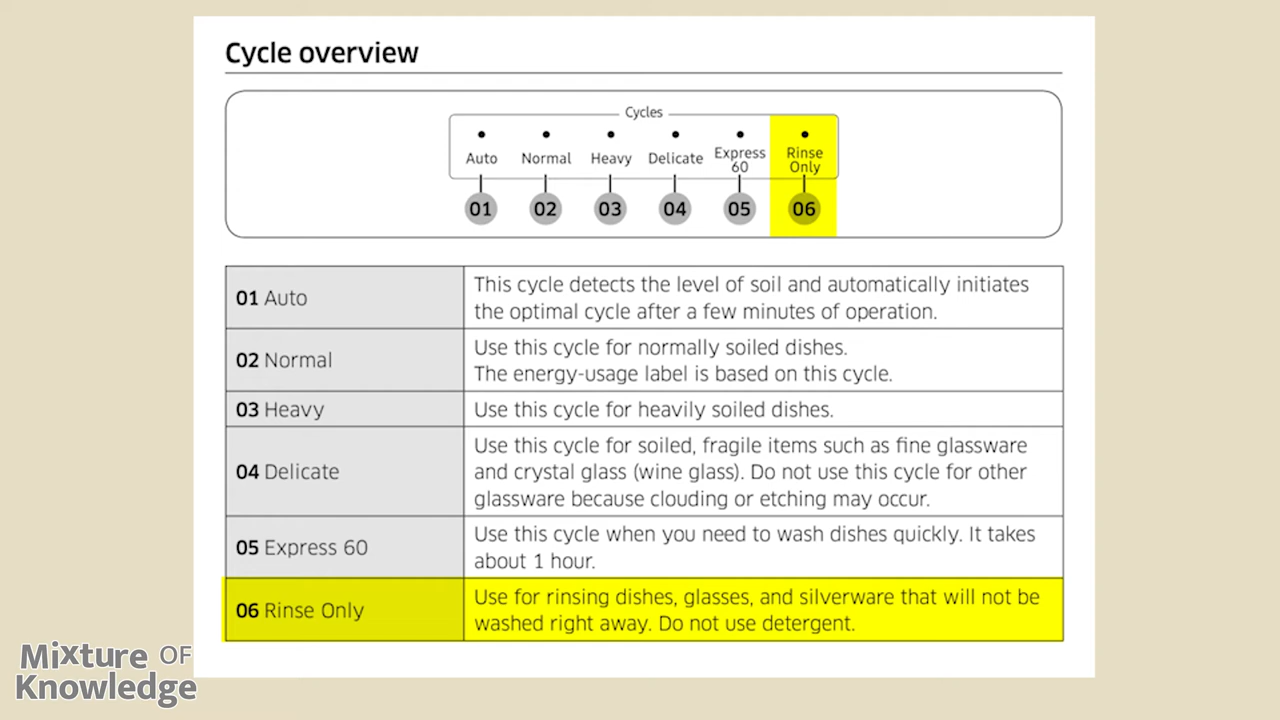 Cycle overview
Cycles
Auto Normal Heavy Delicate Express 60 Rinse Only
01 02 03 04 05 06
01 Auto
This cycle detects the level of soil and automatically initiates
the optimal cycle after a few minutes of operation.
02 Normal
Use this cycle for normally soiled dishes.
The energy-usage label is based on this cycle.
03 Heavy
Use this cycle for heavily soiled dishes.
04 Delicate
Use this cycle for soiled, fragile items such as fine glassware
and crystal glass (wine glass). Do not use this cycle for other
glassware because clouding or etching may occur.
05 Express 60
Use this cycle when you need to wash dishes quickly. It takes
about 1 hour.
06 Rinse Only
Use for rinsing dishes, glasses, and silverware that will not be
washed right away. Do not use detergent.
Mixture OF
Knowledge